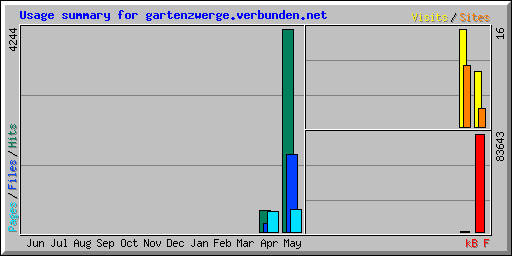 Usage summary for gartenzwerge.verbunden.net
Visits/Sites
4244
16
83643
Pages/Files/Hits
Jun Jul Aug Sep Oct Nov Dec Jan Feb Mar Apr May
kB F